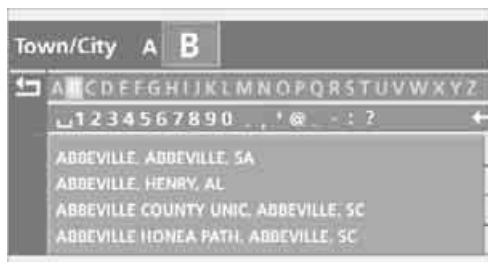 Town/City A B
A B C D E F G H I J K L M N O P Q R S T U V W X Y Z
␣ 1 2 3 4 5 6 7 8 9 0 . , ' @ _ - : ?
ABBEVILLE, ABBEVILLE, SA
ABBEVILLE, HENRY, AL
ABBEVILLE COUNTY UNIC, ABBEVILLE, SC
ABBEVILLE HONEA PATH, ABBEVILLE, SC